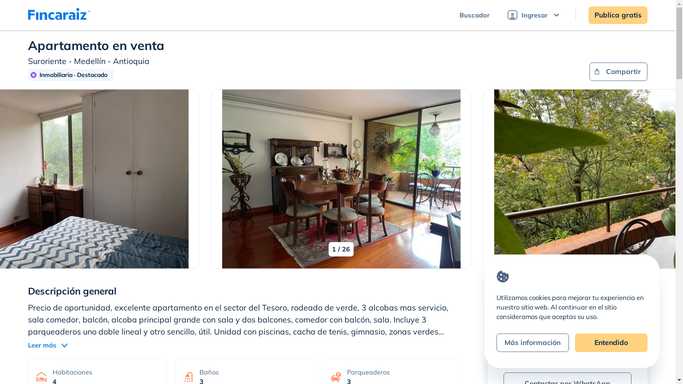 Fincaraiz
Buscador
Ingresar
Publica gratis
Apartamento en venta
Suroriente - Medellín - Antioquia
Inmobiliaria - Destacado
Compartir
1 / 26
Descripción general
Precio de oportunidad, excelente apartamento en el sector del Tesoro, rodeado de verde, 3 alcobas mas servicio,
sala comedor, balcón, alcoba principal grande con sala y dos balcones, comedor con balcón, sala. Incluye 3
parqueaderos uno doble lineal y otro sencillo, útil. Unidad con piscinas, cacha de tenis, gimnasio, zonas verdes...
Leer más
Habitaciones
4
Baños
3
Parqueaderos
3
Utilizamos cookies para mejorar tu experiencia en
nuestro sitio web. Al continuar en el sitio
consideramos que aceptas su uso.
Más información
Entendido
Contactar por WhatsApp